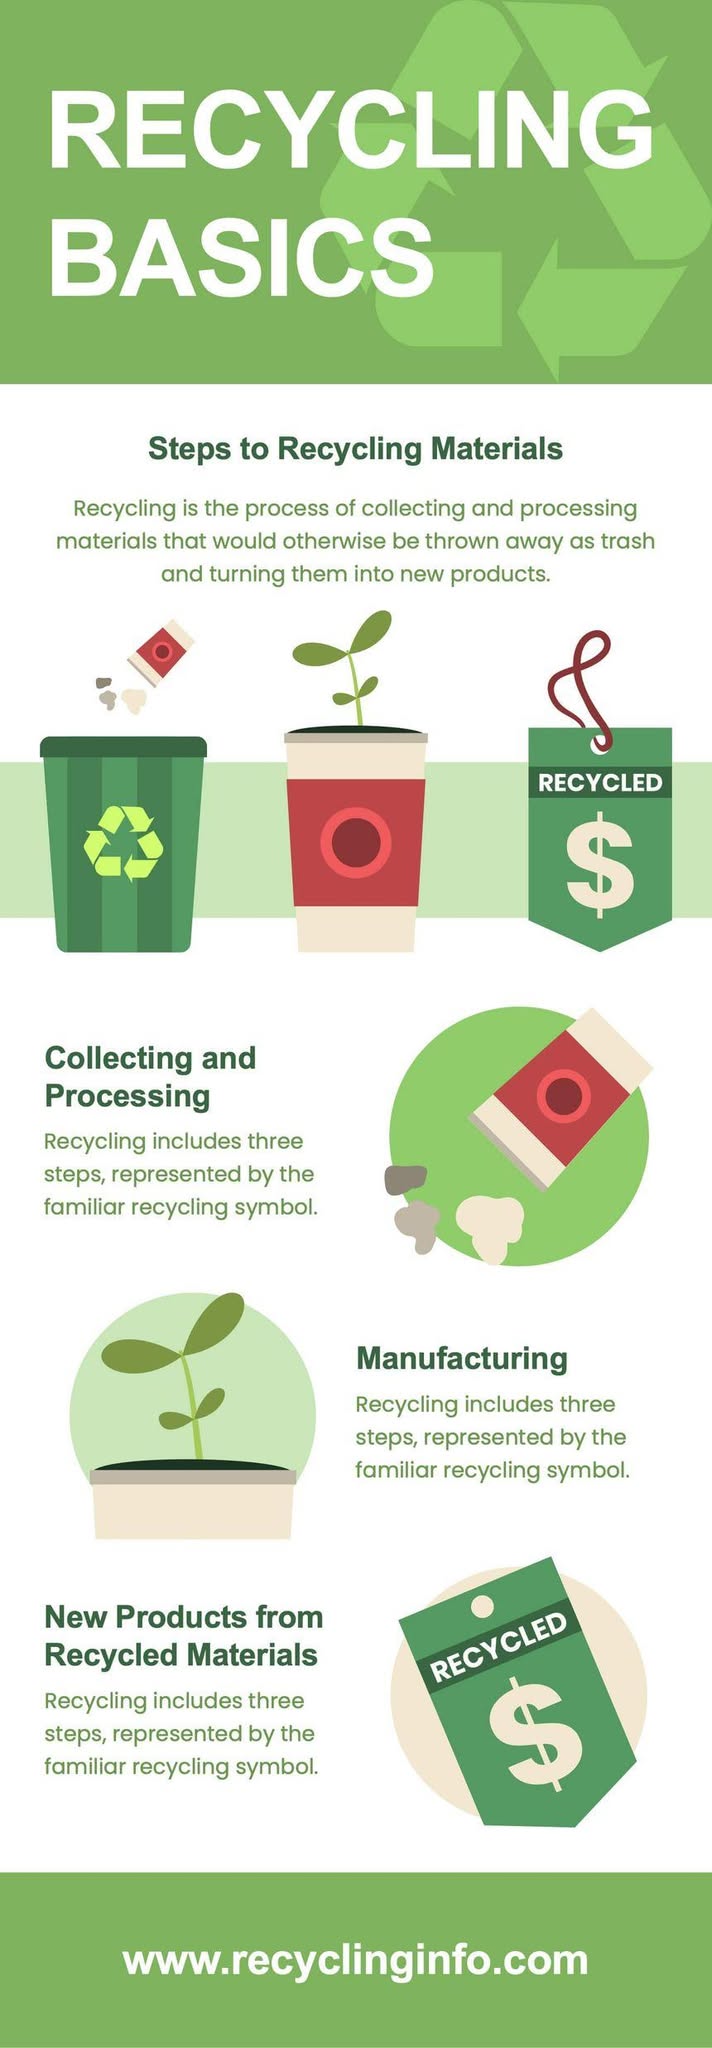 RECYCLING
BASICS
Steps to Recycling Materials
Recycling is the process of collecting and processing
materials that would otherwise be thrown away as trash
and turning them into new products.
RECYCLED
$
Collecting and
Processing
Recycling includes three
steps, represented by the
familiar recycling symbol.
Manufacturing
Recycling includes three
steps, represented by the
familiar recycling symbol.
New Products from
Recycled Materials
Recycling includes three
steps, represented by the
familiar recycling symbol.
RECYCLED
$
www.recyclinginfo.com